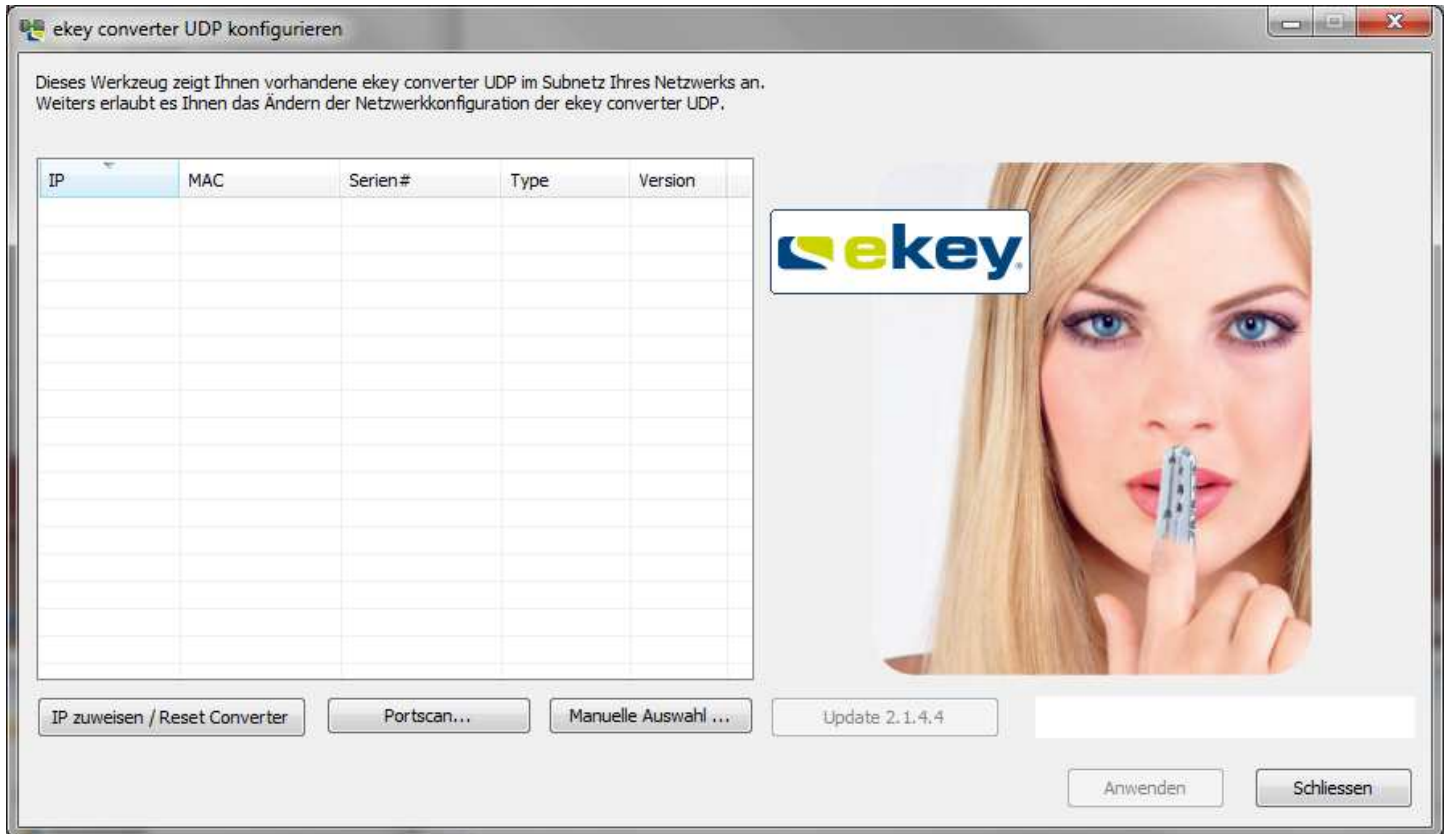 ekey converter UDP konfigurieren
Dieses Werkzeug zeigt Ihnen vorhandene ekey converter UDP im Subnetz Ihres Netzwerks an.
Weiters erlaubt es Ihnen das Ändern der Netzwerkkonfiguration der ekey converter UDP.
IP MAC Serien# Type Version
ekey®
IP zuweisen / Reset Converter Portscan... Manuelle Auswahl ... Update 2.1.4.4
Anwenden Schliessen